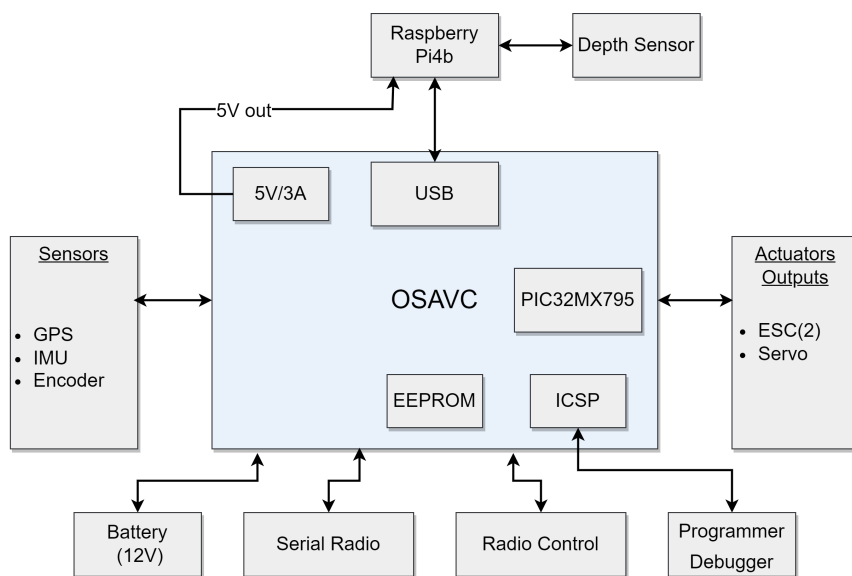 Raspberry
Pi4b
Depth Sensor
5V out
5V/3A
USB
Sensors
• GPS
• IMU
• Encoder
OSAVC
PIC32MX795
EEPROM
ICSP
Actuators
Outputs
• ESC(2)
• Servo
Battery
(12V)
Serial Radio
Radio Control
Programmer
Debugger